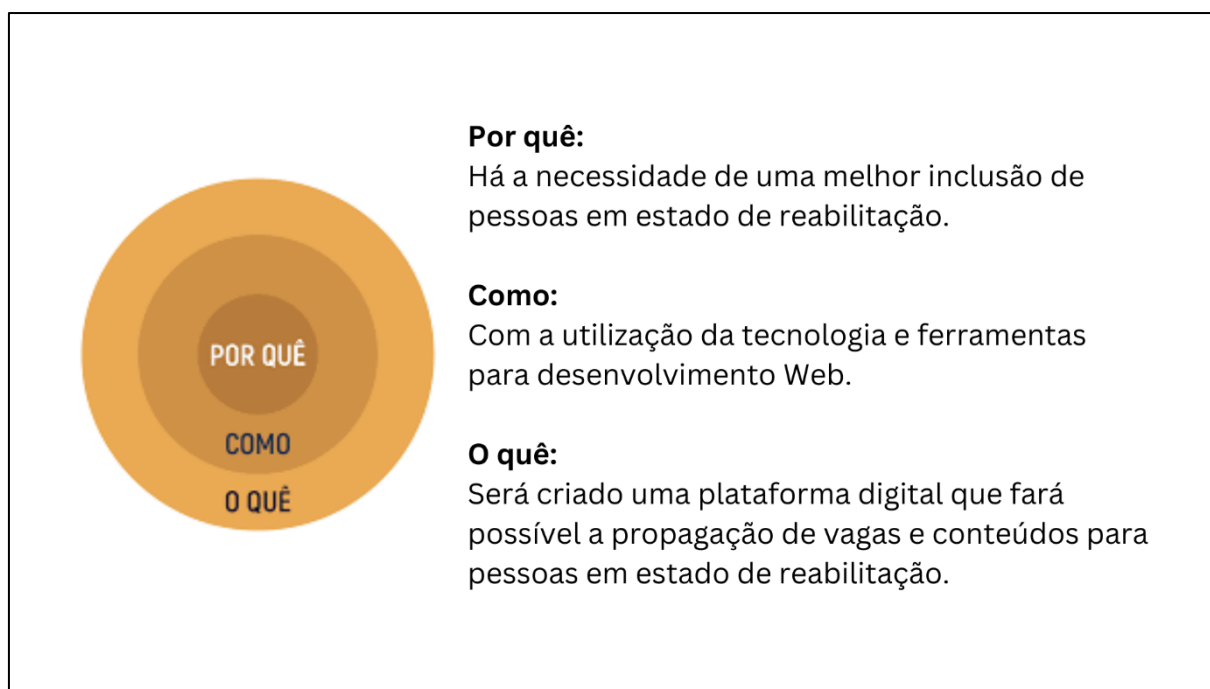 POR QUÊ
COMO
O QUÊ
Por quê:
Há a necessidade de uma melhor inclusão de
pessoas em estado de reabilitação.
Como:
Com a utilização da tecnologia e ferramentas
para desenvolvimento Web.
O quê:
Será criado uma plataforma digital que fará
possível a propagação de vagas e conteúdos para
pessoas em estado de reabilitação.